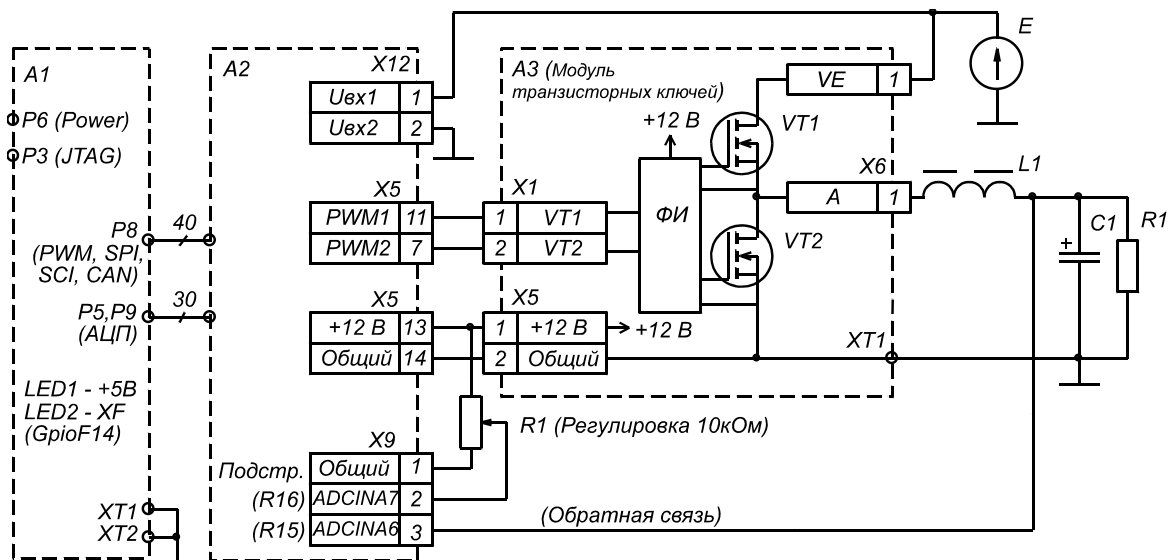 A1
P6 (Power)
P3 (JTAG)
P8
(PWM, SPI,
SCI, CAN)
40
P5,P9
(АЦП)
30
LED1 - +5В
LED2 - XF
(GpioF14)
XT1
XT2
A2
X12
Uвх1 1
Uвх2 2
X5
PWM1 11
PWM2 7
X5
+12 В 13
Общий 14
X9
Подстр. Общий 1
(R16) ADCINA7 2
(R15) ADCINA6 3
A3 (Модуль
транзисторных ключей)
X1
1 VT1
2 VT2
X5
1 +12 В
2 Общий
+12 В
+12 В
ФИ
VT1
VT2
VE 1
X6
A 1
XT1
E
L1
C1
+
R1
R1 (Регулировка 10кОм)
(Обратная связь)